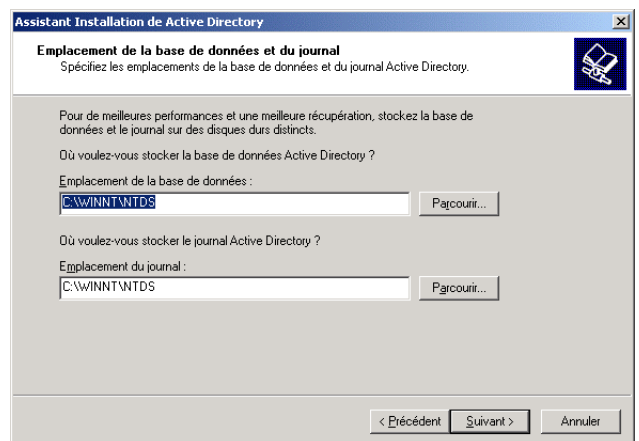 Assistant Installation de Active Directory
Emplacement de la base de données et du journal
Spécifiez les emplacements de la base de données et du journal Active Directory.
Pour de meilleures performances et une meilleure récupération, stockez la base de
données et le journal sur des disques durs distincts.
Où voulez-vous stocker la base de données Active Directory ?
Emplacement de la base de données :
C:\WINNT\NTDS
Parcourir...
Où voulez-vous stocker le journal Active Directory ?
Emplacement du journal :
C:\WINNT\NTDS
Parcourir...
< Précédent Suivant > Annuler